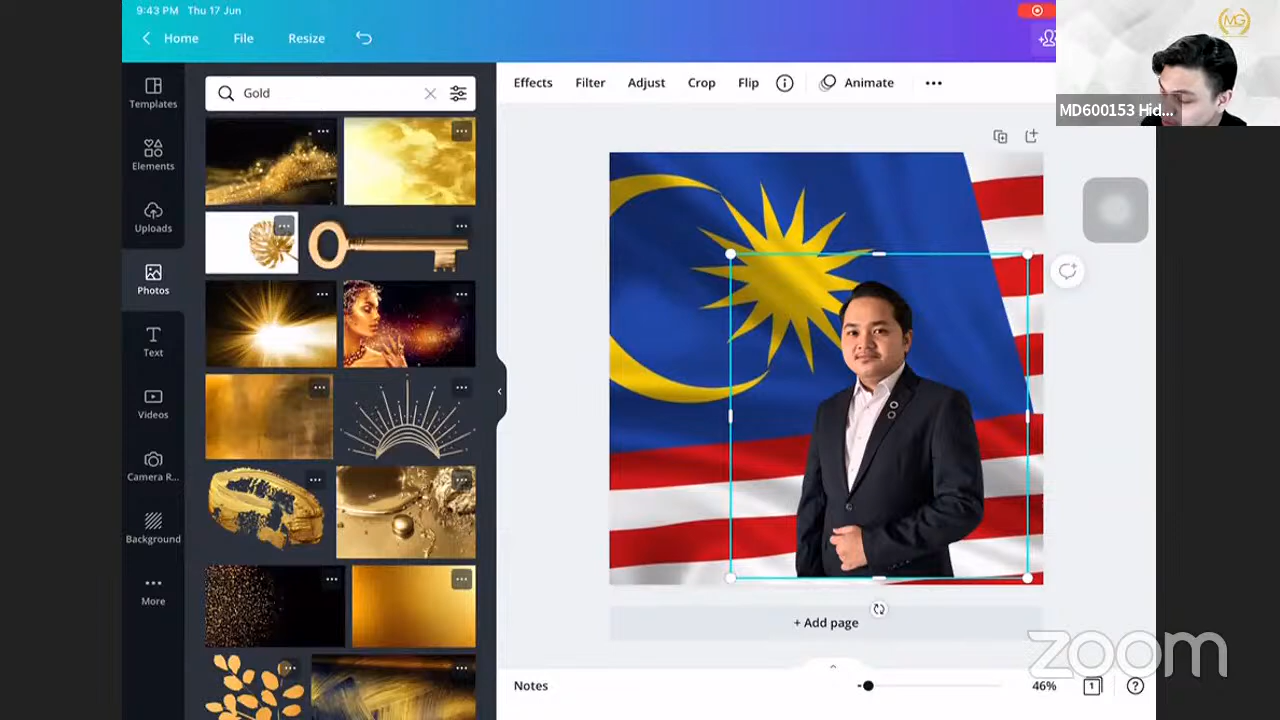 9:43 PM Thu 17 Jun
Home File Resize
MG
MD600153 Hid...
Templates
Elements
Uploads
Photos
Text
Videos
Camera R...
Background
More
Gold
Effects Filter Adjust Crop Flip Animate
+ Add page
Notes
46%
1
?
zoom